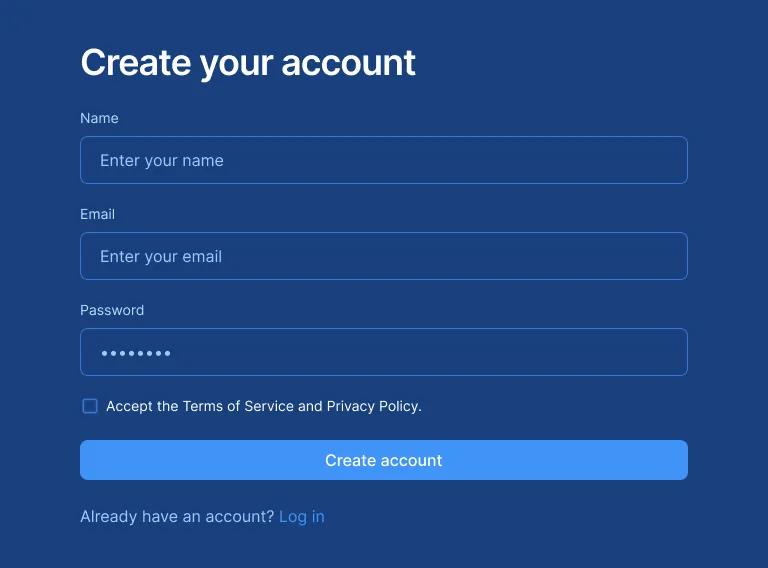 Create your account
Name
Enter your name
Email
Enter your email
Password
••••••••
Accept the Terms of Service and Privacy Policy.
Create account
Already have an account? Log in